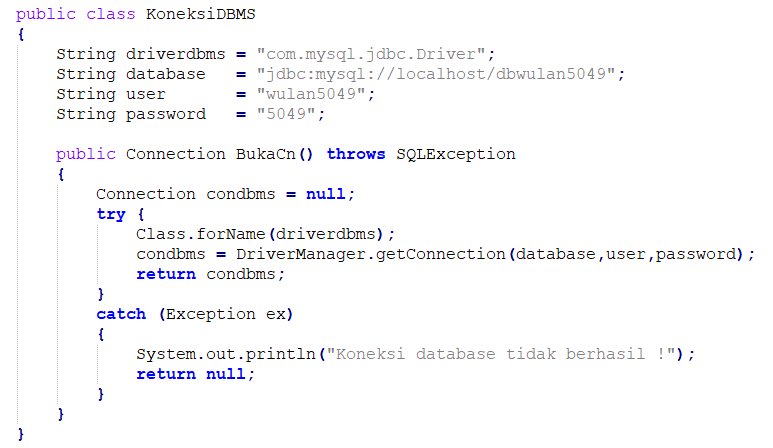 public class KoneksiDBMS
{
    String driverdbms = "com.mysql.jdbc.Driver";
    String database   = "jdbc:mysql://localhost/dbwulan5049";
    String user       = "wulan5049";
    String password   = "5049";

    public Connection BukaCn() throws SQLException
    {
        Connection condbms = null;
        try {
            Class.forName(driverdbms);
            condbms = DriverManager.getConnection(database,user,password);
            return condbms;
        }
        catch (Exception ex)
        {
            System.out.println("Koneksi database tidak berhasil !");
            return null;
        }
    }
}